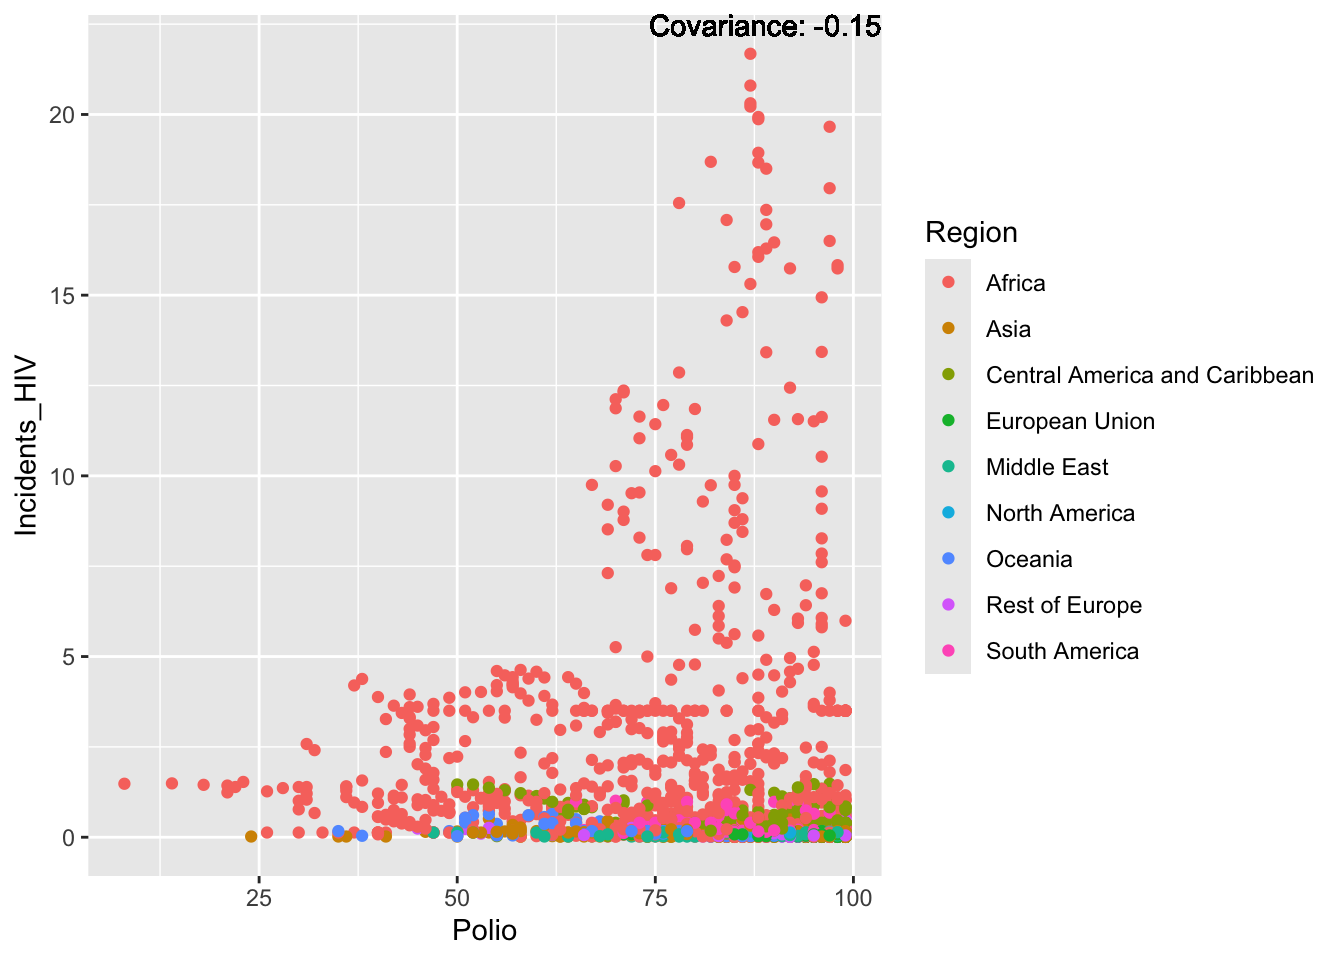 Covariance: -0.15
20
15
10
5
0
Incidents_HIV
25
50
75
100
Polio
Region
Africa
Asia
Central America and Caribbean
European Union
Middle East
North America
Oceania
Rest of Europe
South America